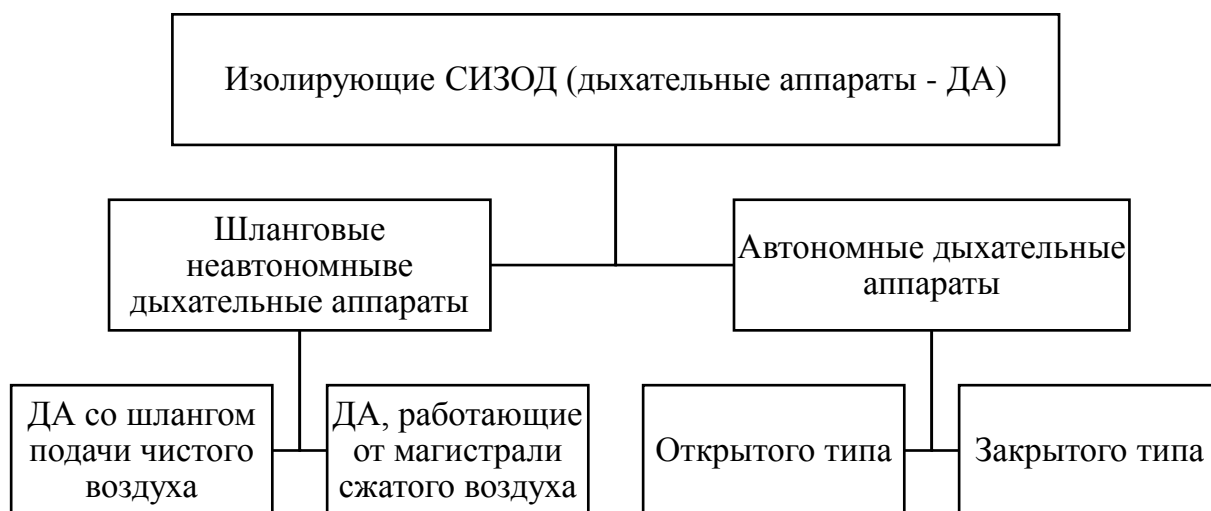 Изолирующие СИЗОД (дыхательные аппараты - ДА)
Шланговые
неавтономныве
дыхательные аппараты
Автономные дыхательные
аппараты
ДА со шлангом
подачи чистого
воздуха
ДА, работающие
от магистрали
сжатого воздуха
Открытого типа
Закрытого типа